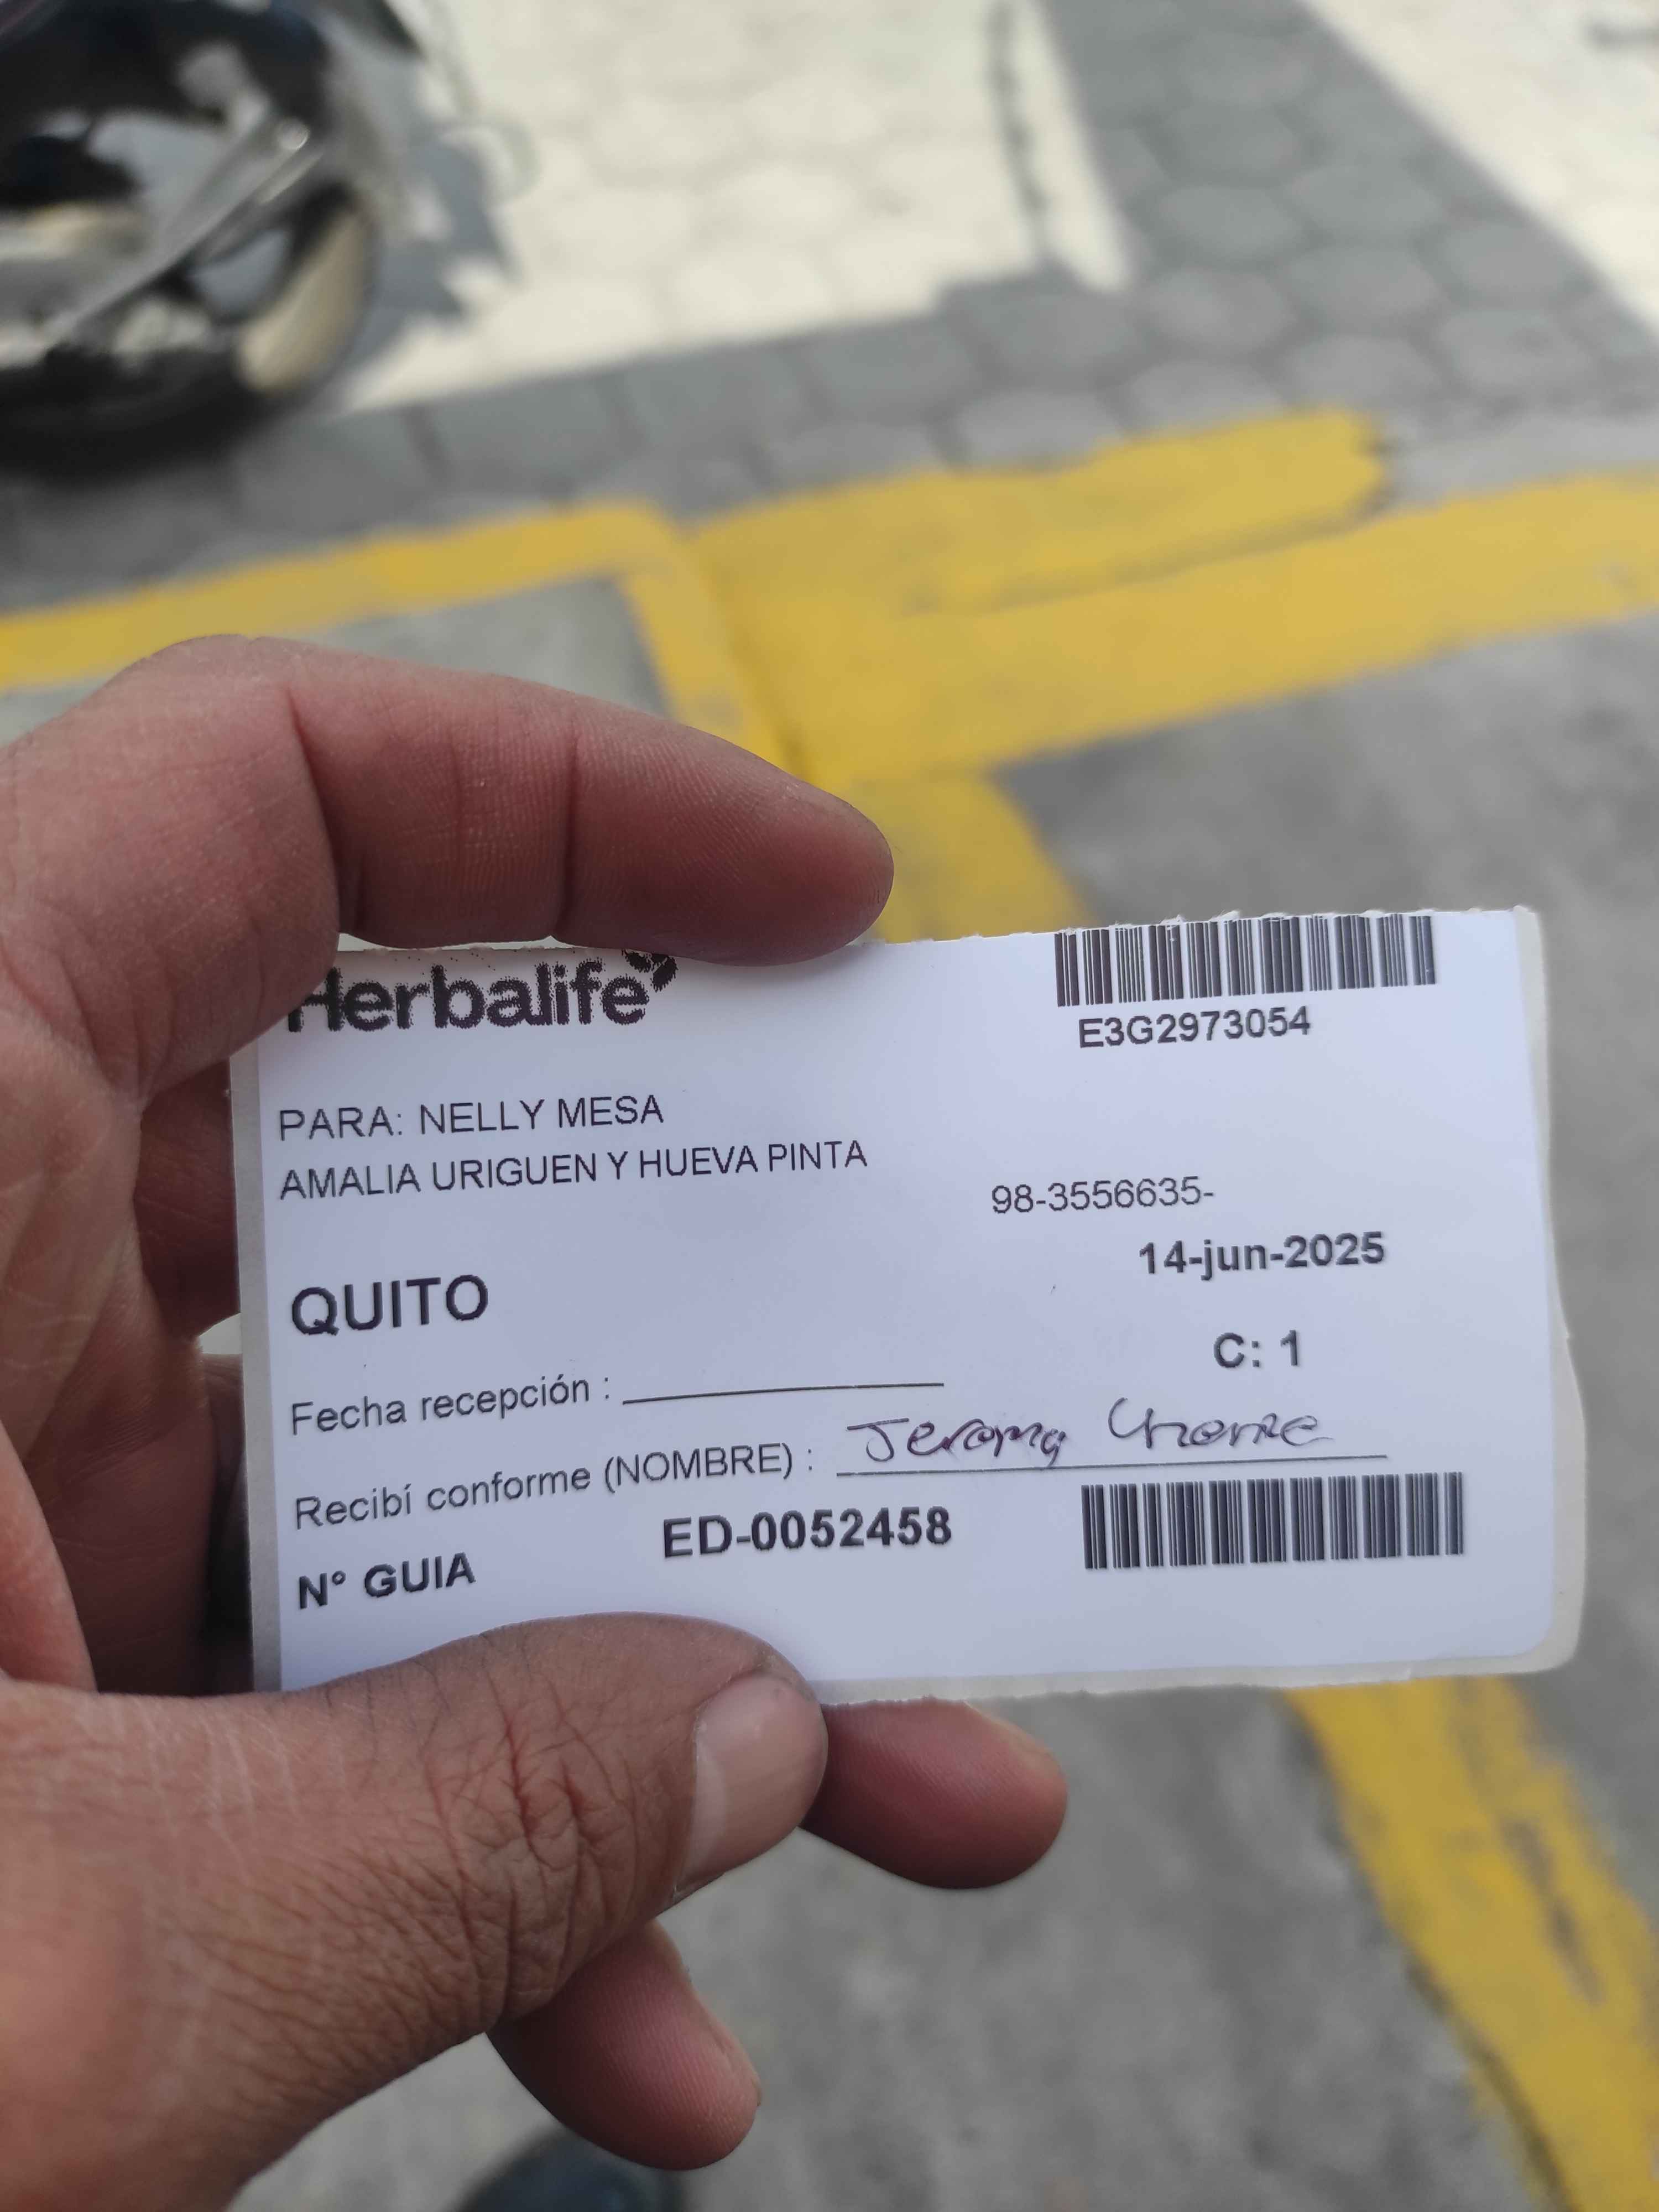 Herbalife
E3G2973054
PARA: NELLY MESA
AMALIA URIGUEN Y HUEVA PINTA
98-3556635-
14-jun-2025
QUITO
C: 1
Fecha recepción :
Recibí conforme (NOMBRE) :
N° GUIA ED-0052458